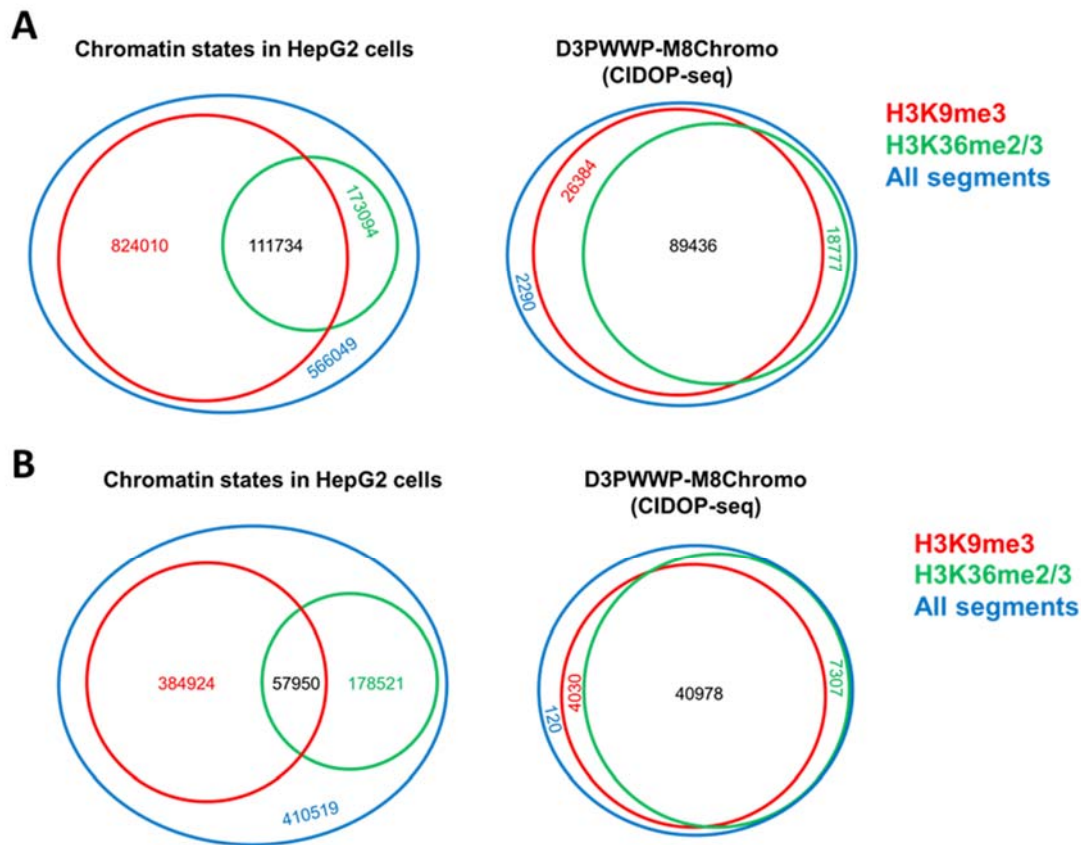 A
Chromatin states in HepG2 cells
D3PWWP-M8Chromo
(CIDOP-seq)
824010
111734
173094
566049
26384
89436
18777
2290
H3K9me3
H3K36me2/3
All segments
B
Chromatin states in HepG2 cells
D3PWWP-M8Chromo
(CIDOP-seq)
384924
57950
178521
410519
120
4030
40978
7307
H3K9me3
H3K36me2/3
All segments